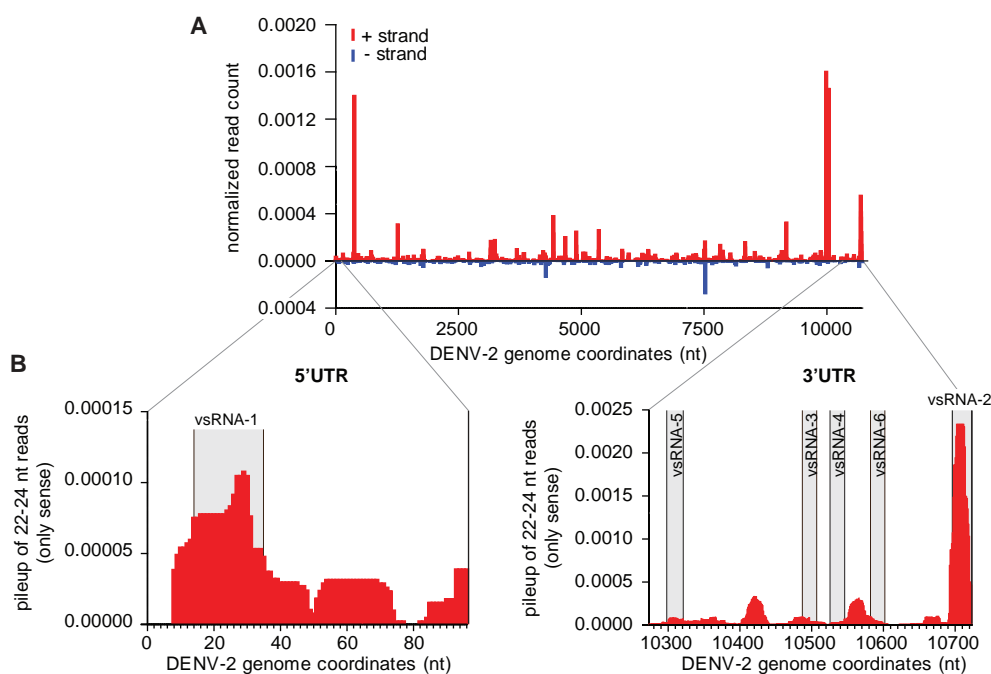 A
normalized read count
0.0020
0.0016
0.0012
0.0008
0.0004
0.0000
0.0004
+ strand
- strand
0 2500 5000 7500 10000
DENV-2 genome coordinates (nt)
B
5'UTR
pileup of 22-24 nt reads
(only sense)
0.00015
0.00010
0.00005
0.00000
vsRNA-1
0 20 40 60 80
DENV-2 genome coordinates (nt)
3'UTR
pileup of 22-24 nt reads
(only sense)
0.0025
0.0020
0.0015
0.0010
0.0005
0.0000
vsRNA-5
vsRNA-3
vsRNA-4
vsRNA-6
vsRNA-2
10300 10400 10500 10600 10700
DENV-2 genome coordinates (nt)